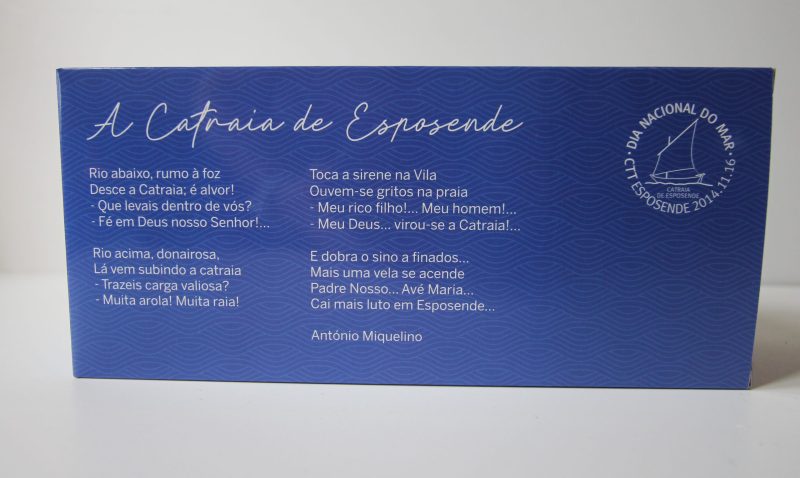 A Catraia de Esposende
Rio abaixo, rumo à foz
Desce a Catraia; é alvor!
- Que levais dentro de vós?
- Fé em Deus nosso Senhor!...
Rio acima, donairosa,
Lá vem subindo a catraia
- Trazeis carga valiosa?
- Muita arola! Muita raia!
Toca a sirene na Vila
Ouvem-se gritos na praia
- Meu rico filho!... Meu homem!...
- Meu Deus... virou-se a Catraia!...
E dobra o sino a finados...
Mais uma vela se acende
Padre Nosso... Avé Maria...
Cai mais luto em Esposende...
António Miquelino
• DIA NACIONAL DO MAR •
CATRAIA
DE ESPOSENDE
CTT ESPOSENDE 2014.11.16